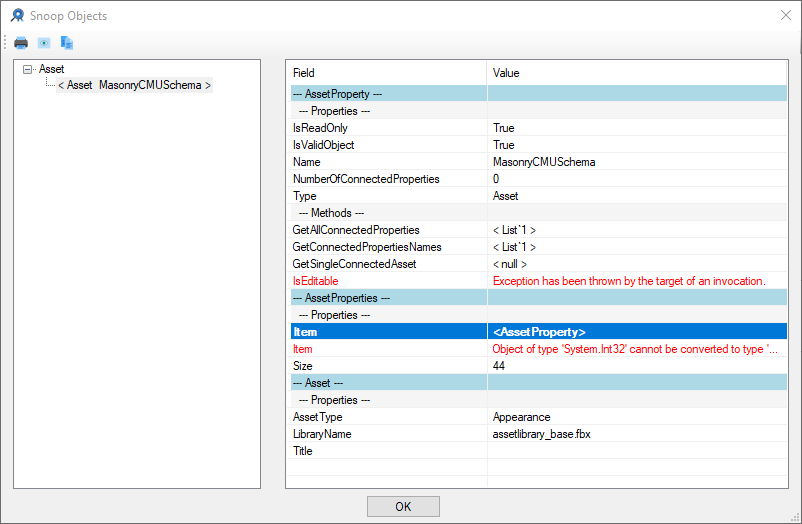 Snoop Objects
Asset
< Asset MasonryCMUSchema >
Field Value
--- AssetProperty ---
--- Properties ---
IsReadOnly True
IsValidObject True
Name MasonryCMUSchema
NumberOfConnectedProperties 0
Type Asset
--- Methods ---
GetAllConnectedProperties < List`1 >
GetConnectedPropertiesNames < List`1 >
GetSingleConnectedAsset < null >
IsEditable Exception has been thrown by the target of an invocation.
--- AssetProperties ---
--- Properties ---
Item <AssetProperty>
Item Object of type 'System.Int32' cannot be converted to type '...
Size 44
--- Asset ---
--- Properties ---
AssetType Appearance
LibraryName assetlibrary_base.fbx
Title
OK